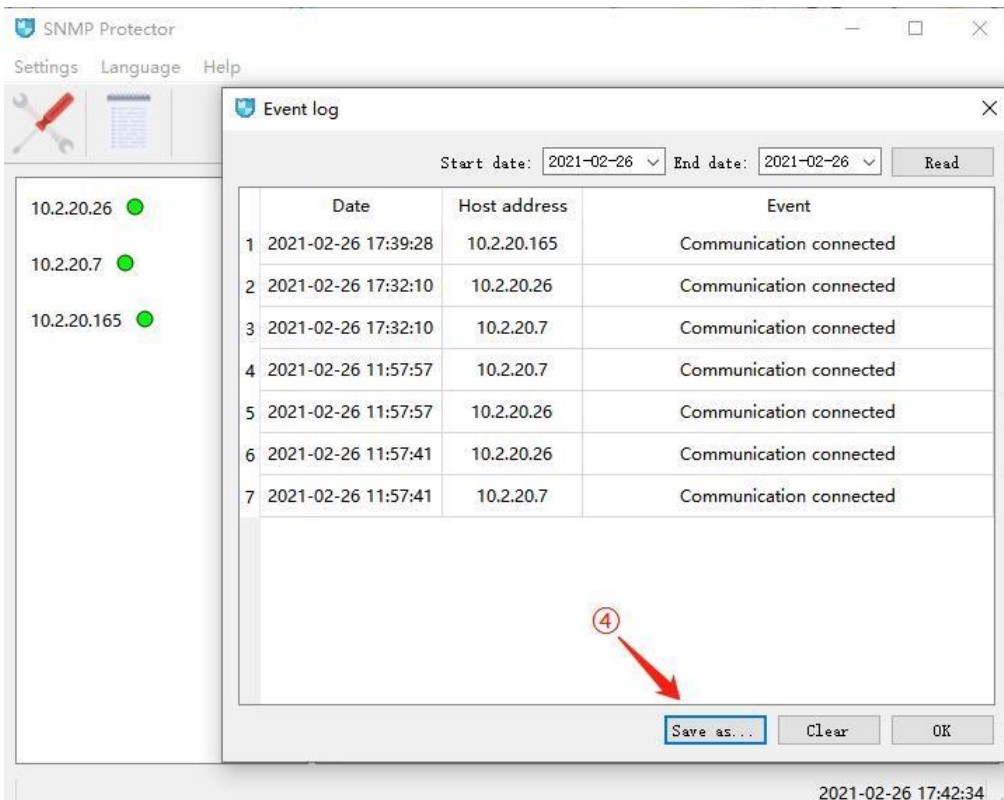 SNMP Protector
Settings Language Help
Event log
Start date: 2021-02-26 End date: 2021-02-26 Read
10.2.20.26
10.2.20.7
10.2.20.165
Date Host address Event
1 2021-02-26 17:39:28 10.2.20.165 Communication connected
2 2021-02-26 17:32:10 10.2.20.26 Communication connected
3 2021-02-26 17:32:10 10.2.20.7 Communication connected
4 2021-02-26 11:57:57 10.2.20.7 Communication connected
5 2021-02-26 11:57:57 10.2.20.26 Communication connected
6 2021-02-26 11:57:41 10.2.20.26 Communication connected
7 2021-02-26 11:57:41 10.2.20.7 Communication connected
④
Save as... Clear OK
2021-02-26 17:42:34